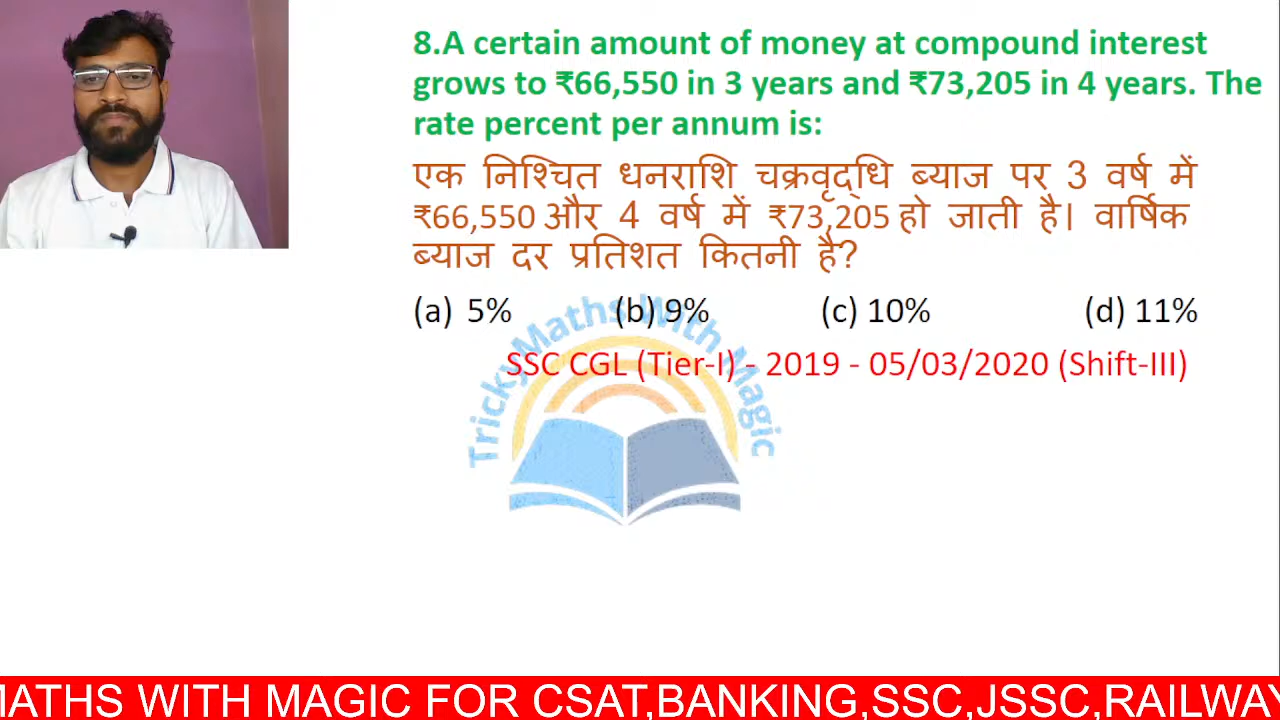 8.A certain amount of money at compound interest
grows to ₹66,550 in 3 years and ₹73,205 in 4 years. The
rate percent per annum is:
एक निश्चित धनराशि चक्रवृद्धि ब्याज पर 3 वर्ष में
₹66,550 और 4 वर्ष में ₹73,205 हो जाती है। वार्षिक
ब्याज दर प्रतिशत कितनी है?
(a) 5% (b) 9% (c) 10% (d) 11%
SSC CGL (Tier-I) - 2019 - 05/03/2020 (Shift-III)
TrickyMaths With Magic
MATHS WITH MAGIC FOR CSAT,BANKING,SSC,JSSC,RAILWAY